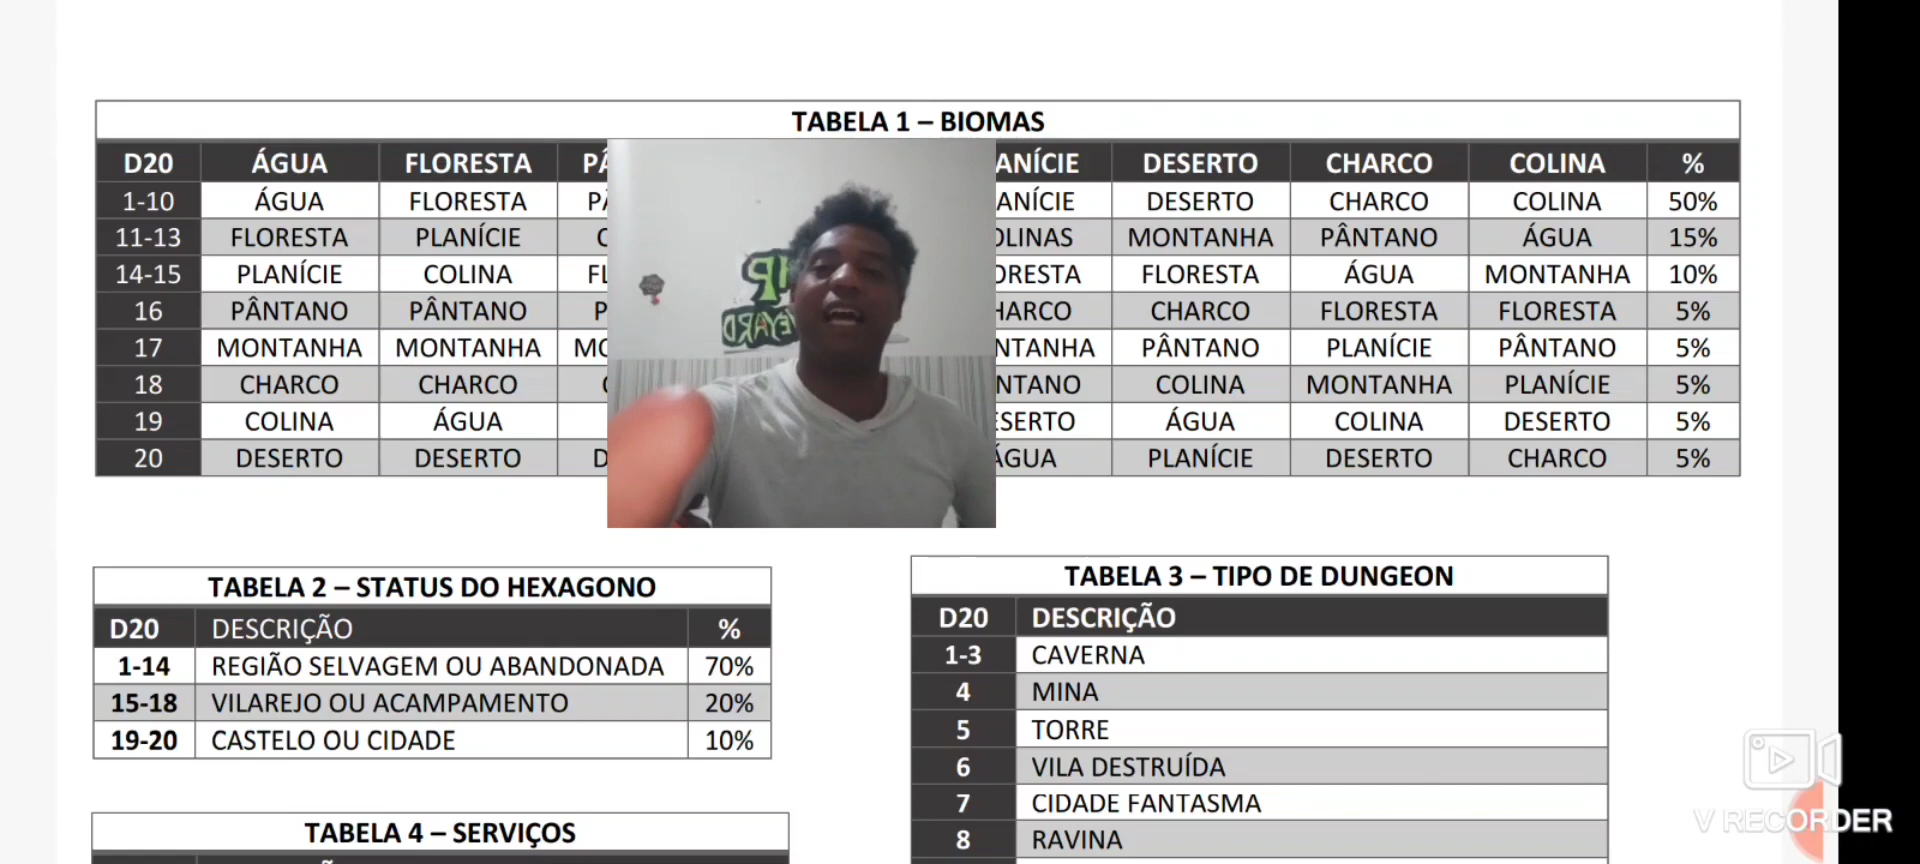 TABELA 1 – BIOMAS
D20 ÁGUA FLORESTA DESERTO CHARCO COLINA %
1-10 ÁGUA FLORESTA DESERTO CHARCO COLINA 50%
11-13 FLORESTA PLANÍCIE MONTANHA PÂNTANO ÁGUA 15%
14-15 PLANÍCIE COLINA FLORESTA ÁGUA MONTANHA 10%
16 PÂNTANO PÂNTANO CHARCO FLORESTA FLORESTA 5%
17 MONTANHA MONTANHA PÂNTANO PLANÍCIE PÂNTANO 5%
18 CHARCO CHARCO COLINA MONTANHA PLANÍCIE 5%
19 COLINA ÁGUA ÁGUA COLINA DESERTO 5%
20 DESERTO DESERTO ÁGUA PLANÍCIE DESERTO CHARCO 5%
TABELA 2 – STATUS DO HEXAGONO
D20 DESCRIÇÃO %
1-14 REGIÃO SELVAGEM OU ABANDONADA 70%
15-18 VILAREJO OU ACAMPAMENTO 20%
19-20 CASTELO OU CIDADE 10%
TABELA 3 – TIPO DE DUNGEON
D20 DESCRIÇÃO
1-3 CAVERNA
4 MINA
5 TORRE
6 VILA DESTRUÍDA
7 CIDADE FANTASMA
8 RAVINA
TABELA 4 – SERVIÇOS
V RECORDER